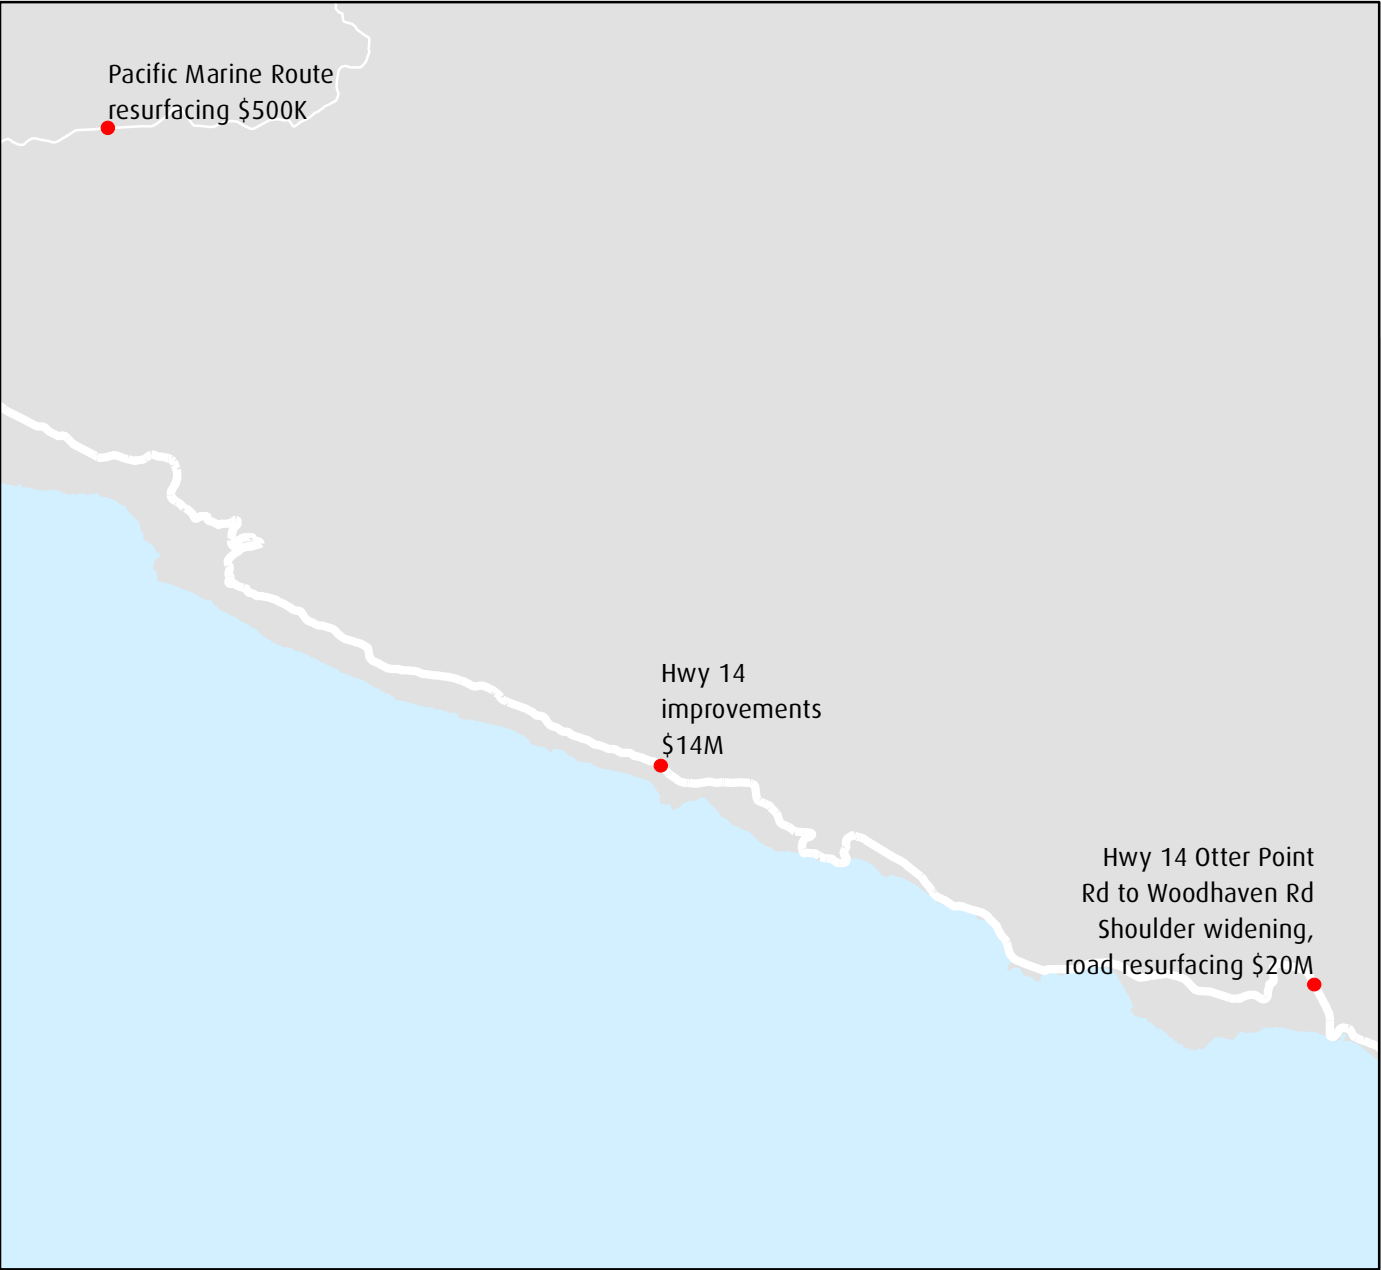 Pacific Marine Route
resurfacing $500K
Hwy 14
improvements
$14M
Hwy 14 Otter Point
Rd to Woodhaven Rd
Shoulder widening,
road resurfacing $20M